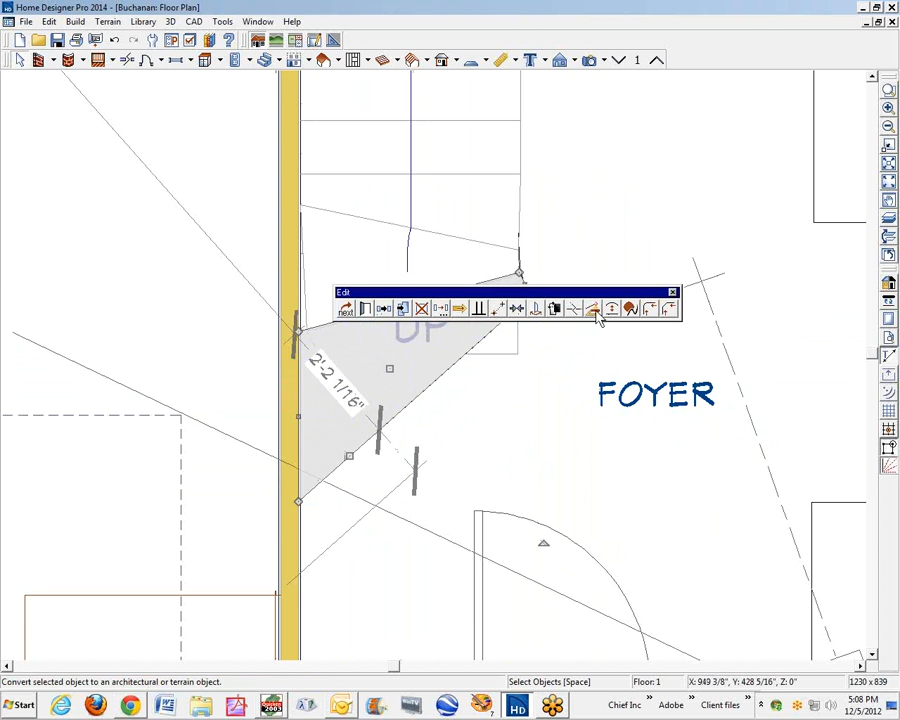 Home Designer Pro 2014 - [Buchanan: Floor Plan]
File Edit Build Terrain Library 3D CAD Tools Window Help
1
Edit
next
UP
2'-2 1/16"
FOYER
Convert selected object to an architectural or terrain object.
Select Objects [Space]
Floor: 1
X: 949 3/8", Y: 428 5/16", Z: 0"
1230 x 839
Start
Chief Inc
Adobe
Client files
5:08 PM
12/5/2012